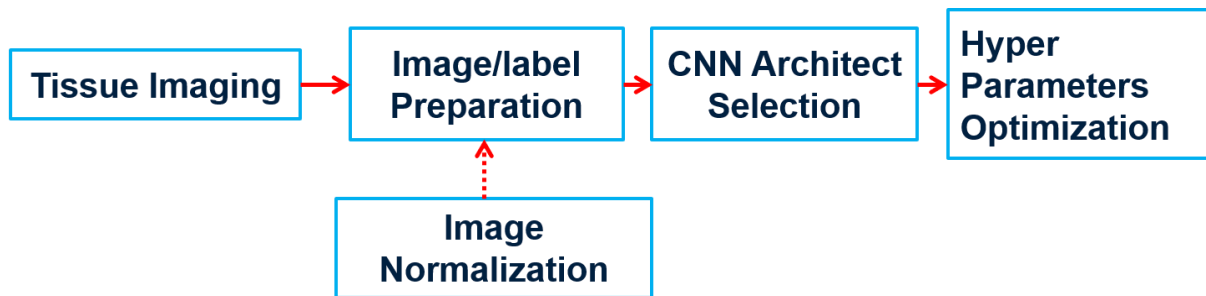 Tissue Imaging
Image/label
Preparation
CNN Architect
Selection
Hyper
Parameters
Optimization
Image
Normalization